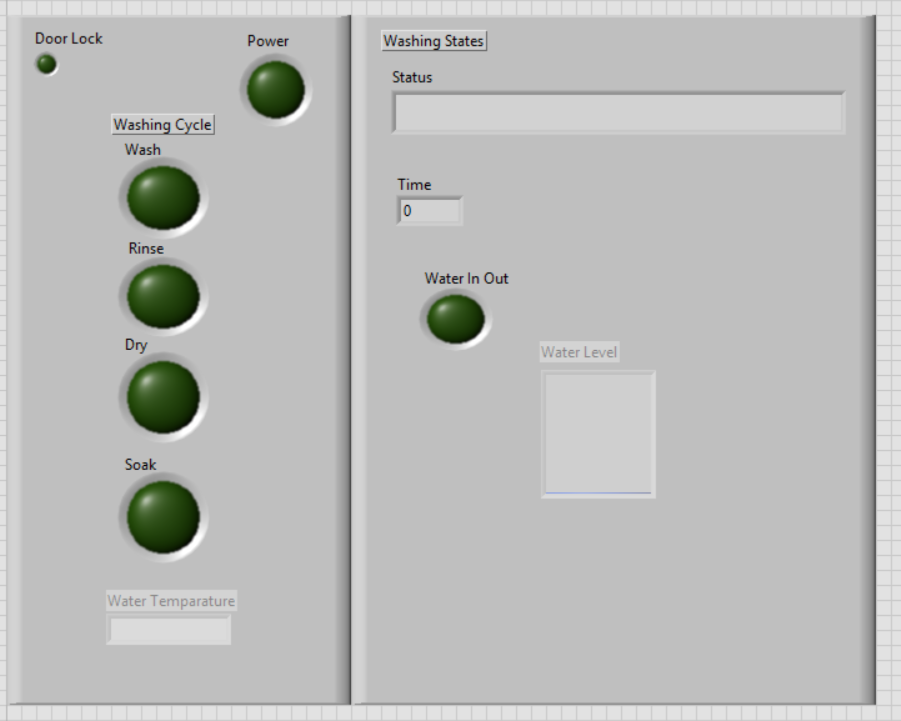 Door Lock
Power
Washing Cycle
Wash
Rinse
Dry
Soak
Water Temparature
Washing States
Status
Time
0
Water In Out
Water Level